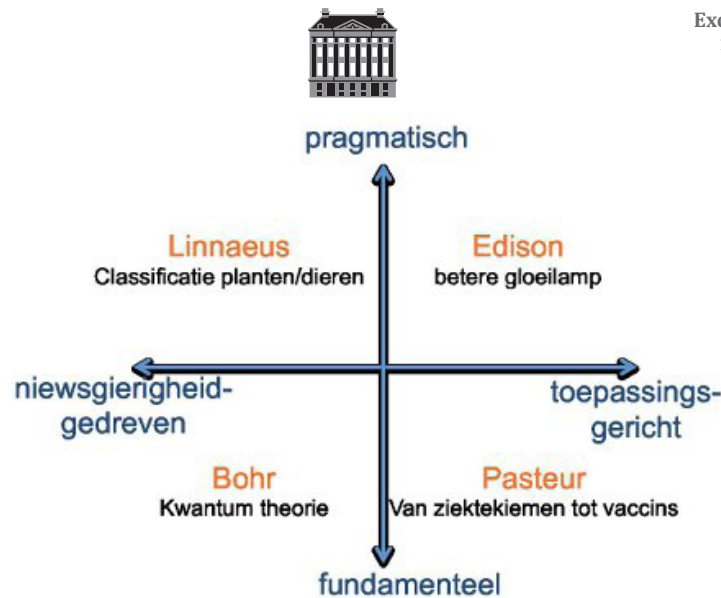 Exc
pragmatisch
Linnaeus
Classificatie planten/dieren
Edison
betere gloeilamp
niewsgierigheid-
gedreven
toepassings-
gericht
Bohr
Kwantum theorie
Pasteur
Van ziektekiemen tot vaccins
fundamenteel